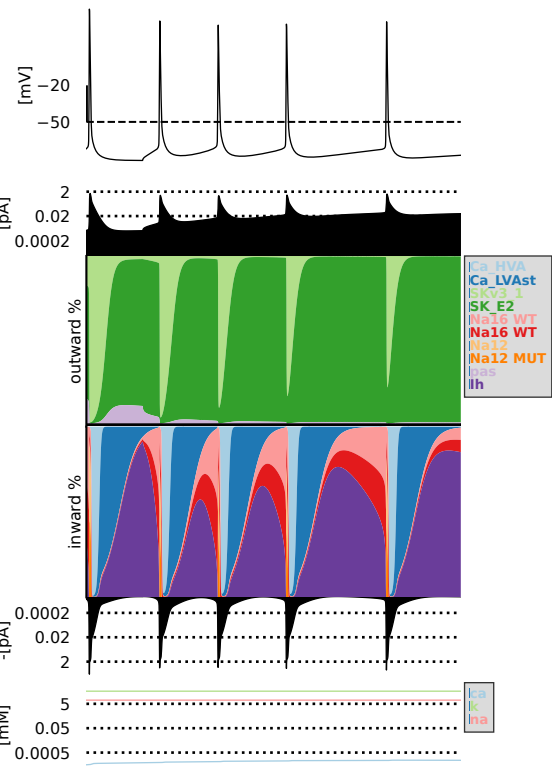 [mV]
−20
−50
[pA]
2
0.02
0.0002
outward %
Ca_HVA
Ca_LVAst
SKv3_1
SK_E2
Na16 WT
Na16 WT
Na12
Na12 MUT
pas
Ih
inward %
-[pA]
0.0002
0.02
2
[mM]
5
0.05
0.0005
ca
k
na